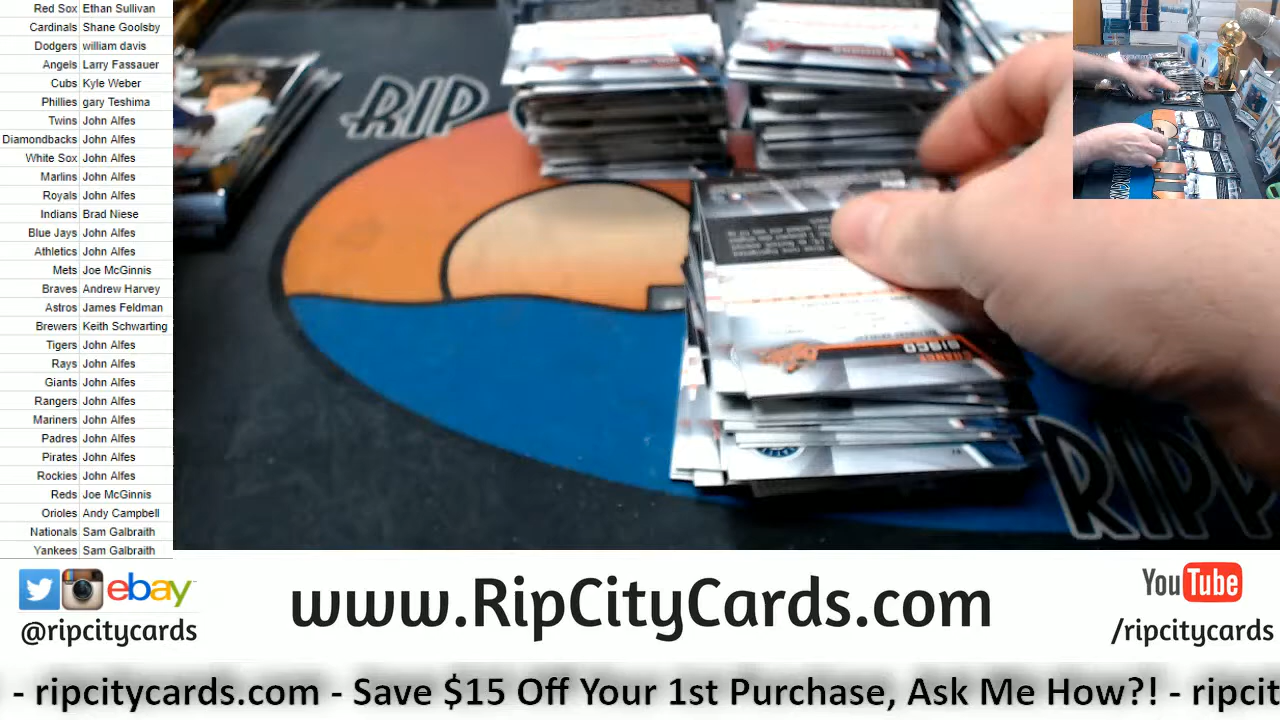 Red Sox Ethan Sullivan
Cardinals Shane Goolsby
Dodgers william davis
Angels Larry Fassauer
Cubs Kyle Weber
Phillies gary Teshima
Twins John Alfes
Diamondbacks John Alfes
White Sox John Alfes
Marlins John Alfes
Royals John Alfes
Indians Brad Niese
Blue Jays John Alfes
Athletics John Alfes
Mets Joe McGinnis
Braves Andrew Harvey
Astros James Feldman
Brewers Keith Schwarting
Tigers John Alfes
Rays John Alfes
Giants John Alfes
Rangers John Alfes
Mariners John Alfes
Padres John Alfes
Pirates John Alfes
Rockies John Alfes
Reds Joe McGinnis
Orioles Andy Campbell
Nationals Sam Galbraith
Yankees Sam Galbraith
RIP
CHANCE
SISCO
RIPP
ebay
@ripcitycards
www.RipCityCards.com
YouTube
/ripcitycards
- ripcitycards.com - Save $15 Off Your 1st Purchase, Ask Me How?! - ripcit